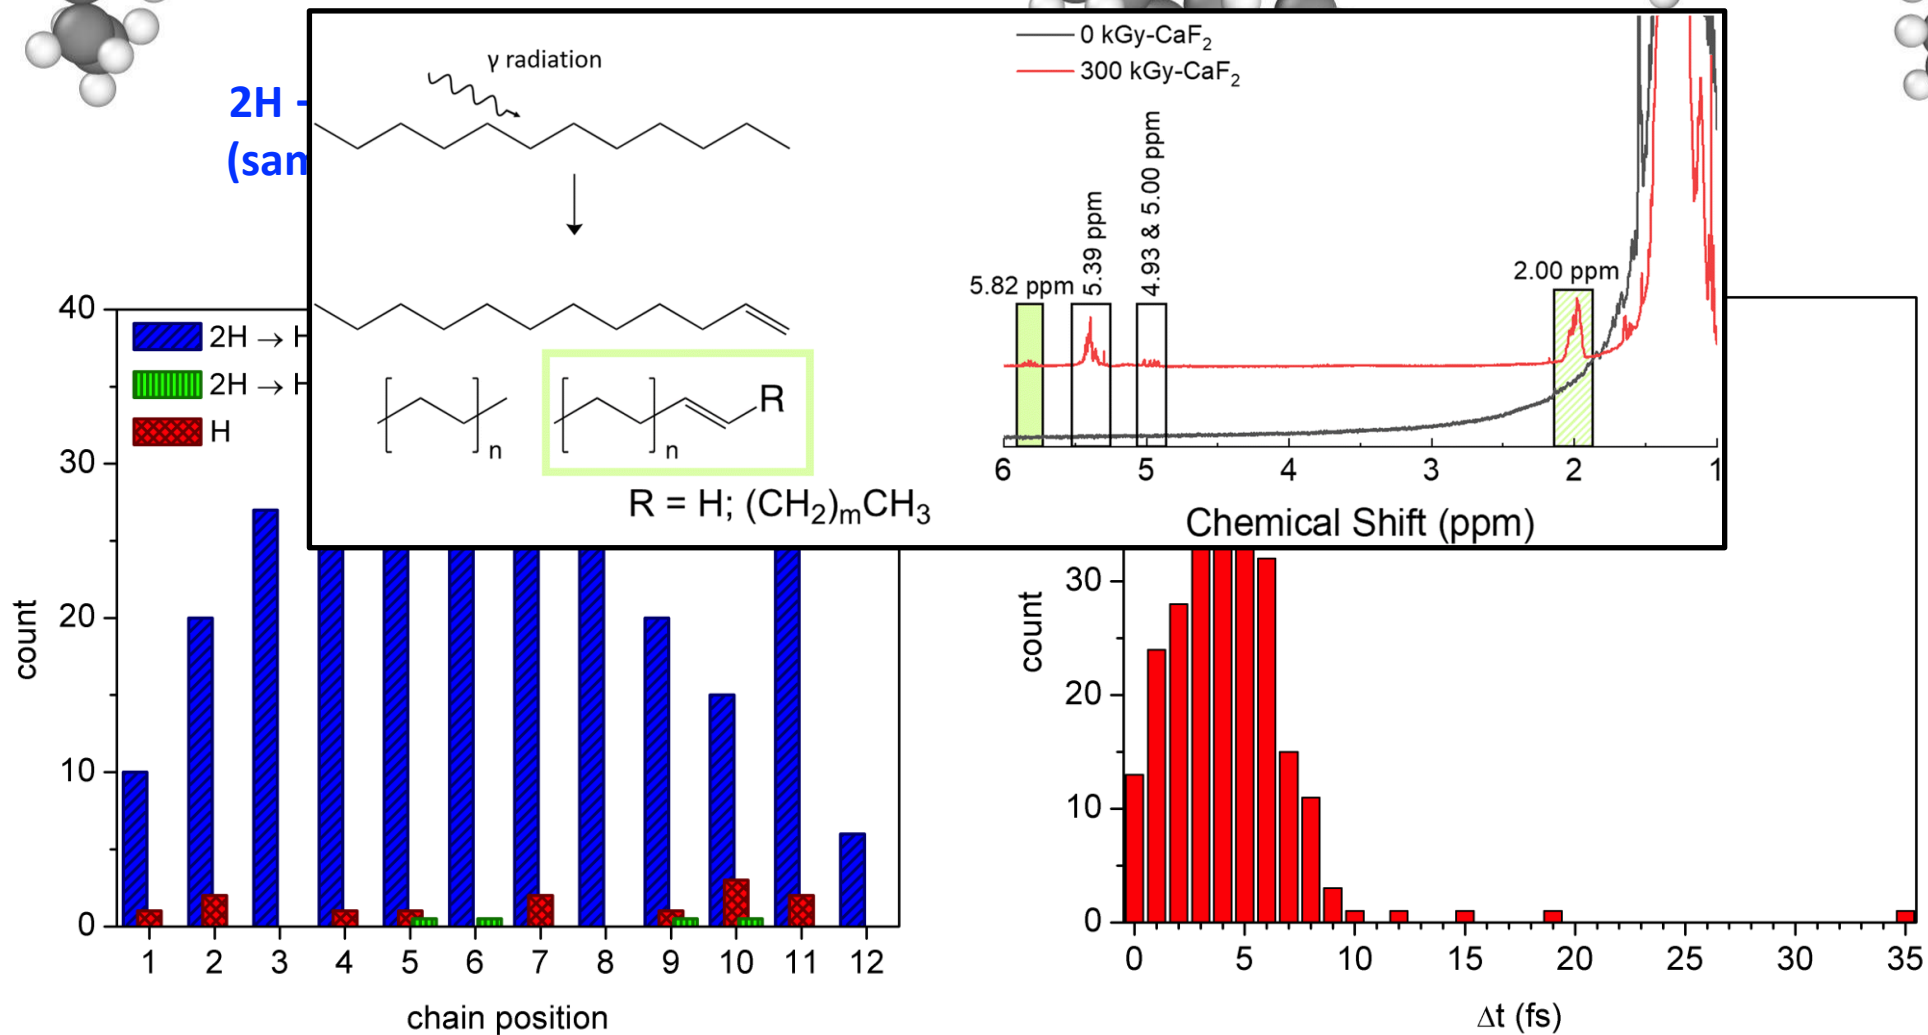 2H -
(sam
γ radiation
R
n
n
R = H; (CH₂)ₘCH₃
0 kGy-CaF₂
300 kGy-CaF₂
5.82 ppm
5.39 ppm
4.93 & 5.00 ppm
2.00 ppm
6 5 4 3 2 1
Chemical Shift (ppm)
2H → H
2H → H
H
40
30
20
10
0
count
1 2 3 4 5 6 7 8 9 10 11 12
chain position
30
20
10
0
count
0 5 10 15 20 25 30 35
Δt (fs)